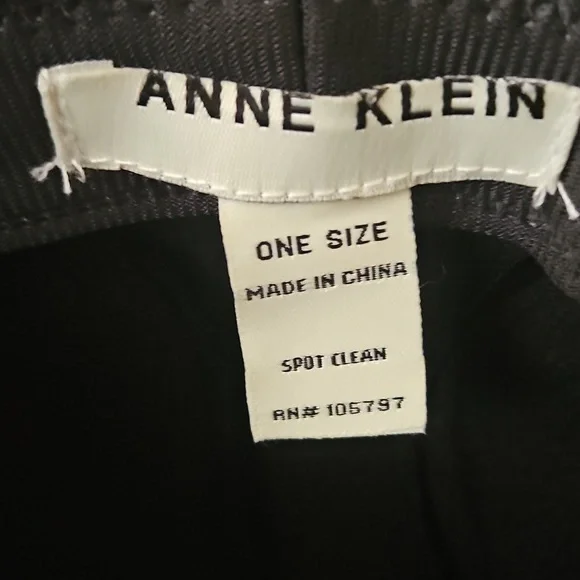 ANNE KLEIN
ONE SIZE
MADE IN CHINA
SPOT CLEAN
RN# 105797